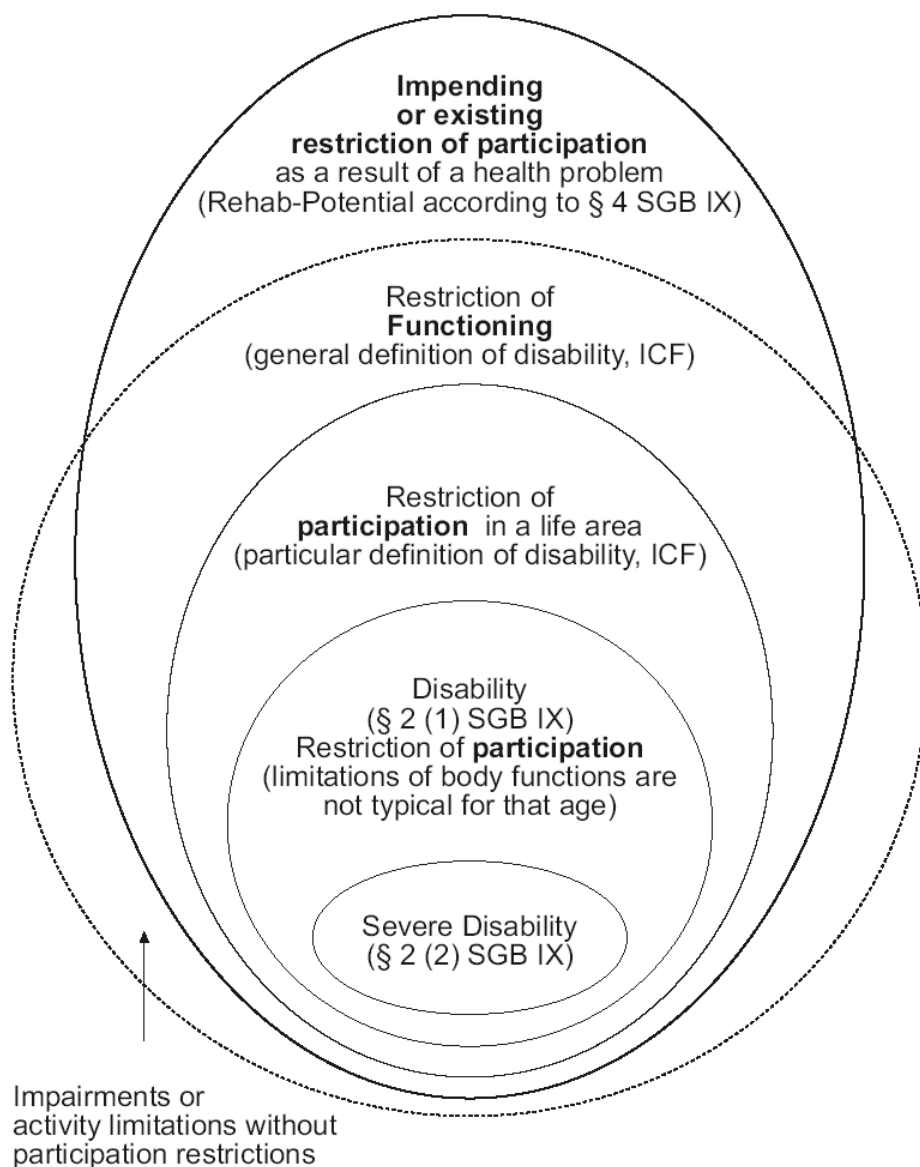 Impending
or existing
restriction of participation
as a result of a health problem
(Rehab-Potential according to § 4 SGB IX)
Restriction of
Functioning
(general definition of disability, ICF)
Restriction of
participation in a life area
(particular definition of disability, ICF)
Disability
(§ 2 (1) SGB IX)
Restriction of participation
(limitations of body functions are
not typical for that age)
Severe Disability
(§ 2 (2) SGB IX)
Impairments or
activity limitations without
participation restrictions